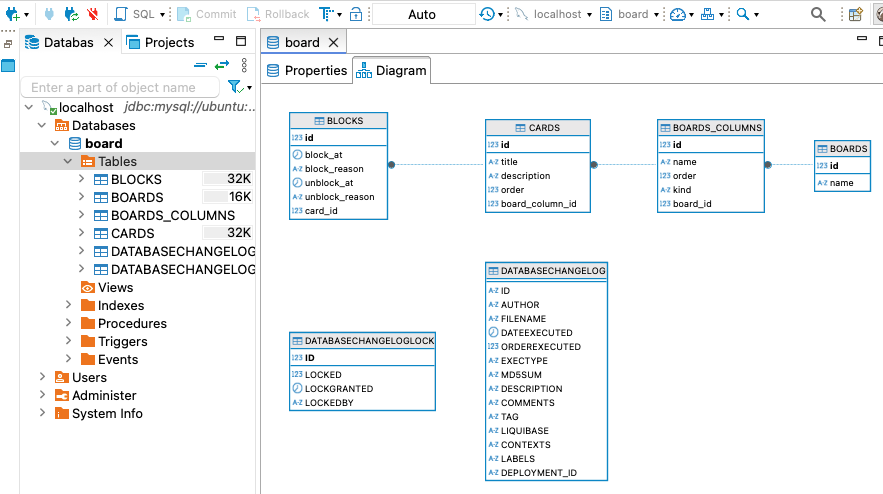 SQL
Commit
Rollback
T
Auto
localhost
board
Databas
Projects
Enter a part of object name
localhost jdbc:mysql://ubuntu:...
Databases
board
Tables
BLOCKS 32K
BOARDS 16K
BOARDS_COLUMNS
CARDS 32K
DATABASECHANGELOG
DATABASECHANGELOG
Views
Indexes
Procedures
Triggers
Events
Users
Administer
System Info
board
Properties
Diagram
BLOCKS
123 id
block_at
A-Z block_reason
unblock_at
A-Z unblock_reason
123 card_id
CARDS
123 id
A-Z title
A-Z description
123 order
123 board_column_id
BOARDS_COLUMNS
123 id
A-Z name
123 order
A-Z kind
123 board_id
BOARDS
123 id
A-Z name
DATABASECHANGELOGLOCK
123 ID
123 LOCKED
LOCKGRANTED
A-Z LOCKEDBY
DATABASECHANGELOG
A-Z ID
A-Z AUTHOR
A-Z FILENAME
DATEEXECUTED
123 ORDEREXECUTED
A-Z EXECTYPE
A-Z MD5SUM
A-Z DESCRIPTION
A-Z COMMENTS
A-Z TAG
A-Z LIQUIBASE
A-Z CONTEXTS
A-Z LABELS
A-Z DEPLOYMENT_ID